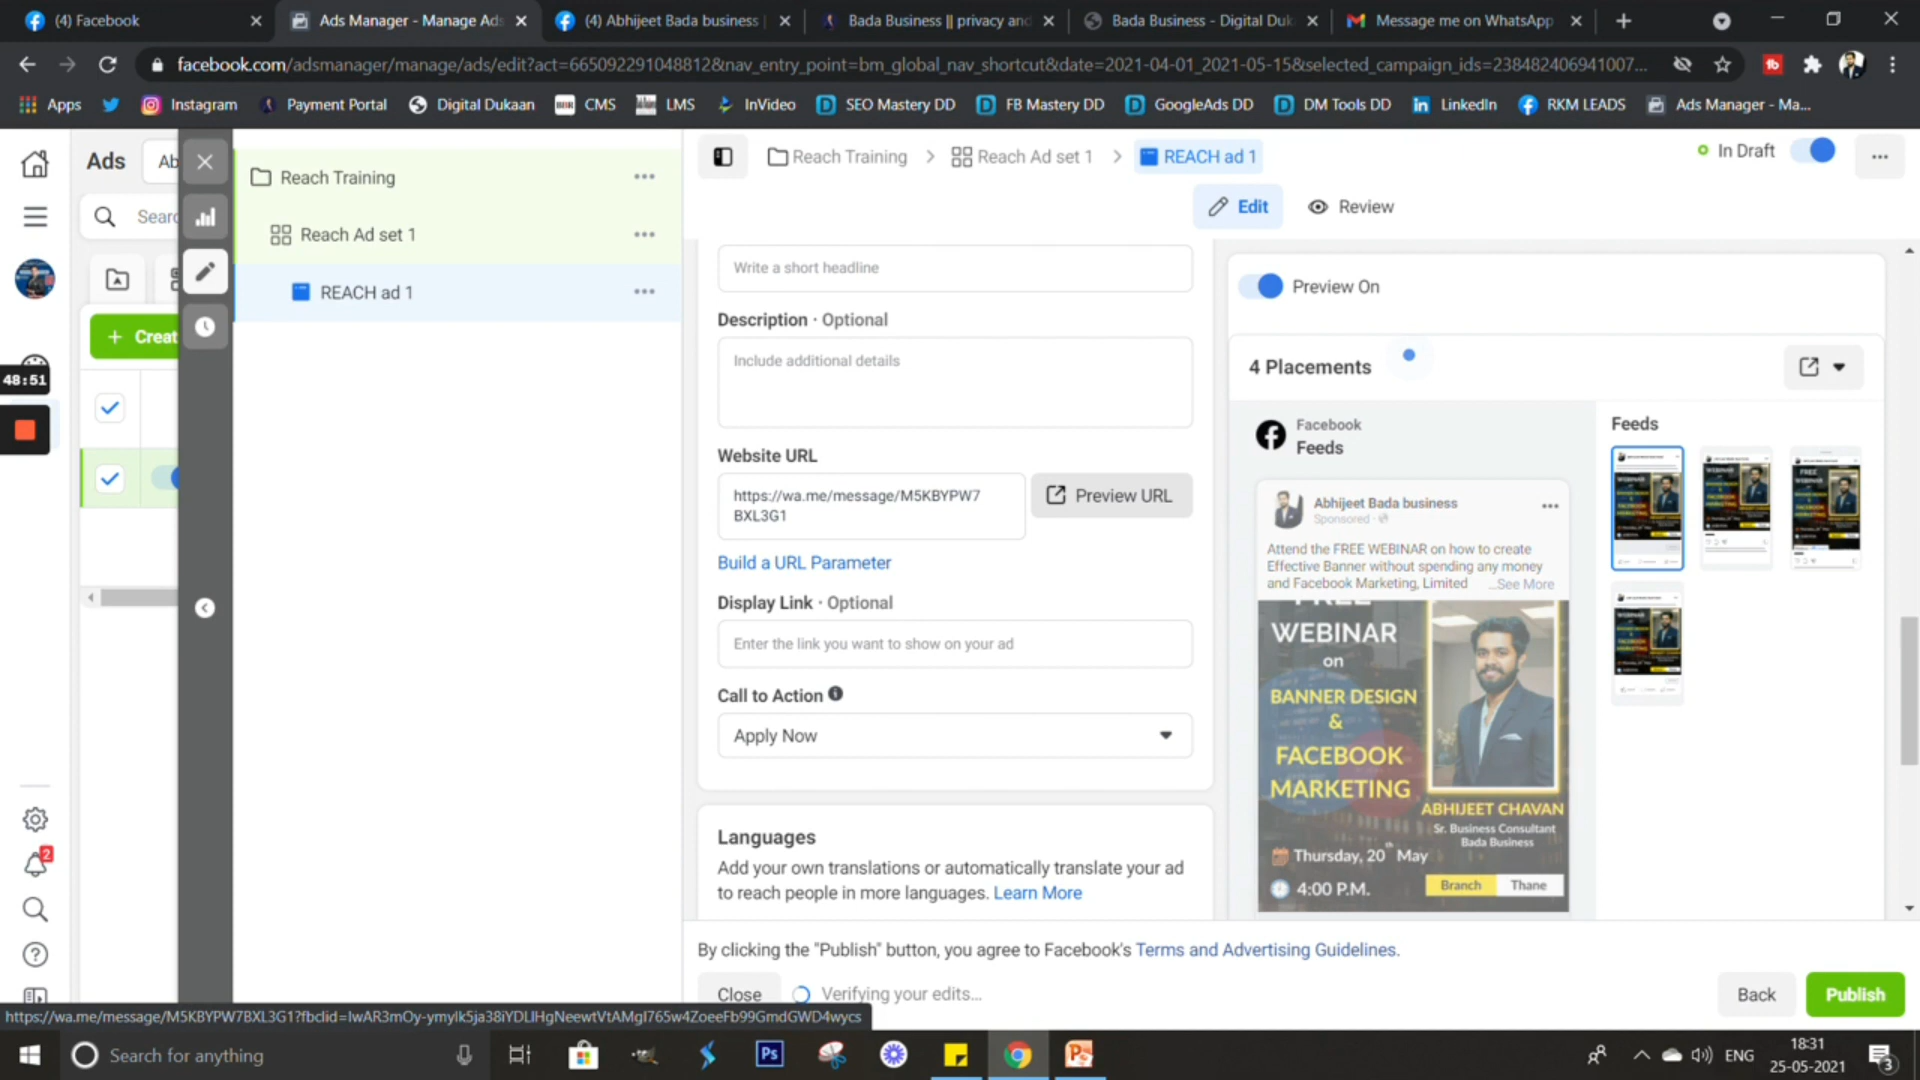 (4) Facebook
Ads Manager - Manage Ads
(4) Abhijeet Bada business
Bada Business || privacy and
Bada Business - Digital Duk
Message me on WhatsApp
facebook.com/adsmanager/manage/ads/edit?act=665092291048812&nav_entry_point=bm_global_nav_shortcut&date=2021-04-01_2021-05-15&selected_campaign_ids=238482406941007...
Apps
Instagram
Payment Portal
Digital Dukaan
CMS
LMS
InVideo
SEO Mastery DD
FB Mastery DD
GoogleAds DD
DM Tools DD
LinkedIn
RKM LEADS
Ads Manager - Ma...
Ads
Ab
Searc
Creat
48:51
2
Reach Training
Reach Ad set 1
REACH ad 1
Reach Training > Reach Ad set 1 > REACH ad 1
In Draft
Edit
Review
Write a short headline
Description · Optional
Include additional details
Website URL
https://wa.me/message/M5KBYPW7
BXL3G1
Preview URL
Build a URL Parameter
Display Link · Optional
Enter the link you want to show on your ad
Call to Action
Apply Now
Languages
Add your own translations or automatically translate your ad
to reach people in more languages. Learn More
Preview On
4 Placements
Facebook
Feeds
Feeds
Abhijeet Bada business
Sponsored ·
Attend the FREE WEBINAR on how to create
Effective Banner without spending any money
and Facebook Marketing, Limited ...See More
FREE
WEBINAR
on
BANNER DESIGN
&
FACEBOOK
MARKETING
ABHIJEET CHAVAN
Sr. Business Consultant
Bada Business
Thursday, 20th May
4:00 P.M.
Branch Thane
By clicking the "Publish" button, you agree to Facebook's Terms and Advertising Guidelines.
Close
Verifying your edits...
Back
Publish
Search for anything
Ps
ENG
18:31
25-05-2021
3